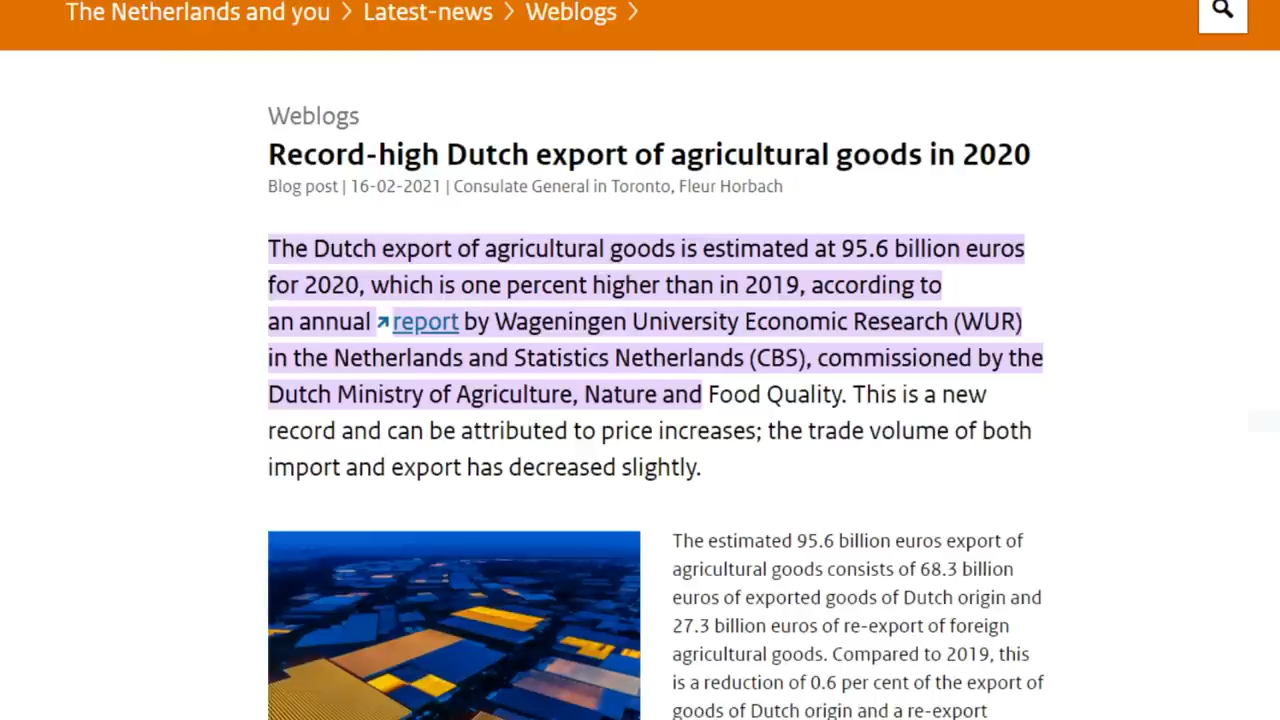 The Netherlands and you > Latest-news > Weblogs >
Weblogs
Record-high Dutch export of agricultural goods in 2020
Blog post | 16-02-2021 | Consulate General in Toronto, Fleur Horbach
The Dutch export of agricultural goods is estimated at 95.6 billion euros
for 2020, which is one percent higher than in 2019, according to
an annual report by Wageningen University Economic Research (WUR)
in the Netherlands and Statistics Netherlands (CBS), commissioned by the
Dutch Ministry of Agriculture, Nature and Food Quality. This is a new
record and can be attributed to price increases; the trade volume of both
import and export has decreased slightly.
The estimated 95.6 billion euros export of
agricultural goods consists of 68.3 billion
euros of exported goods of Dutch origin and
27.3 billion euros of re-export of foreign
agricultural goods. Compared to 2019, this
is a reduction of 0.6 per cent of the export of
goods of Dutch origin and a re-export